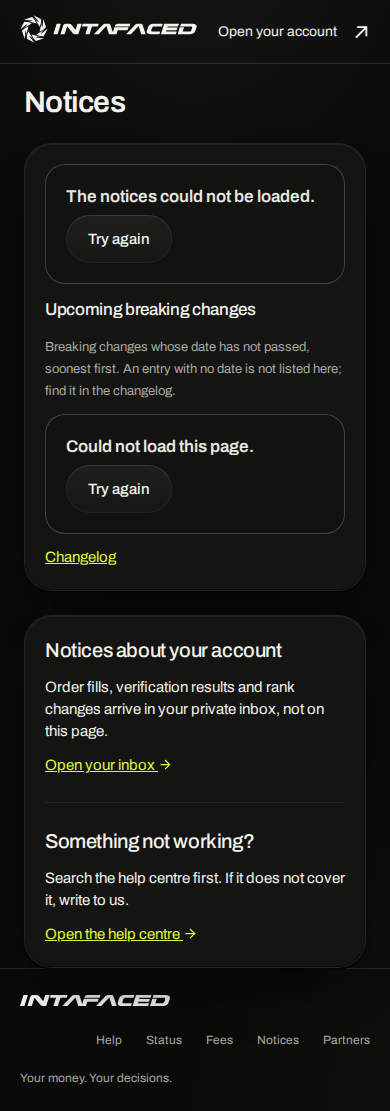 INTAFACED
Open your account
Notices
The notices could not be loaded.
Try again
Upcoming breaking changes
Breaking changes whose date has not passed,
soonest first. An entry with no date is not listed here;
find it in the changelog.
Could not load this page.
Try again
Changelog
Notices about your account
Order fills, verification results and rank
changes arrive in your private inbox, not on
this page.
Open your inbox →
Something not working?
Search the help centre first. If it does not cover
it, write to us.
Open the help centre →
INTAFACED
Help Status Fees Notices Partners
Your money. Your decisions.